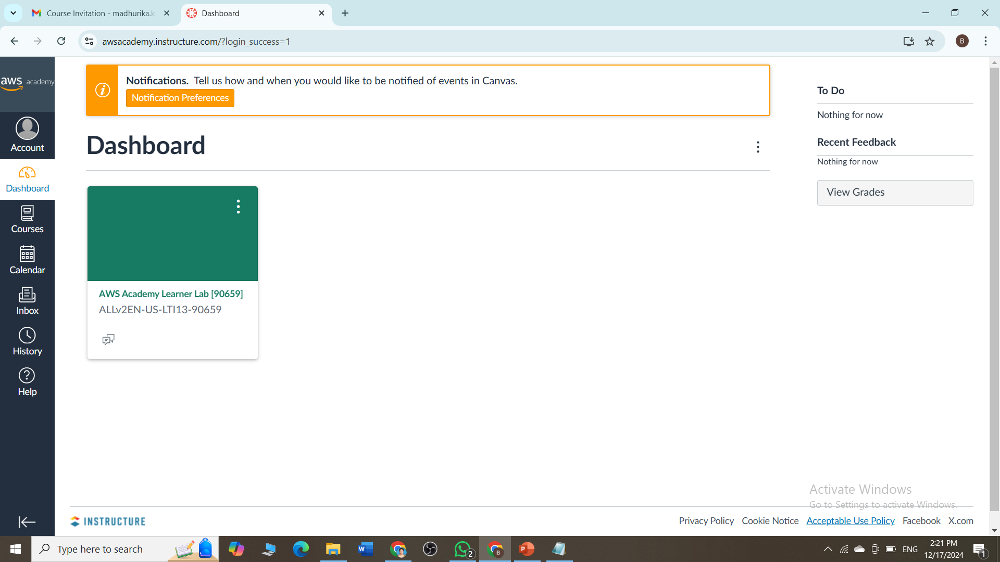 Course Invitation - madhurika.k
Dashboard
awsacademy.instructure.com/?login_success=1
B
aws academy
Account
Dashboard
Courses
Calendar
Inbox
History
Help
Notifications. Tell us how and when you would like to be notified of events in Canvas.
Notification Preferences
Dashboard
AWS Academy Learner Lab [90659]
ALLv2EN-US-LTI13-90659
To Do
Nothing for now
Recent Feedback
Nothing for now
View Grades
Activate Windows
Go to Settings to activate Windows.
INSTRUCTURE
Privacy Policy Cookie Notice Acceptable Use Policy Facebook X.com
Type here to search
W
2
B
P
ENG
2:21 PM
12/17/2024
1